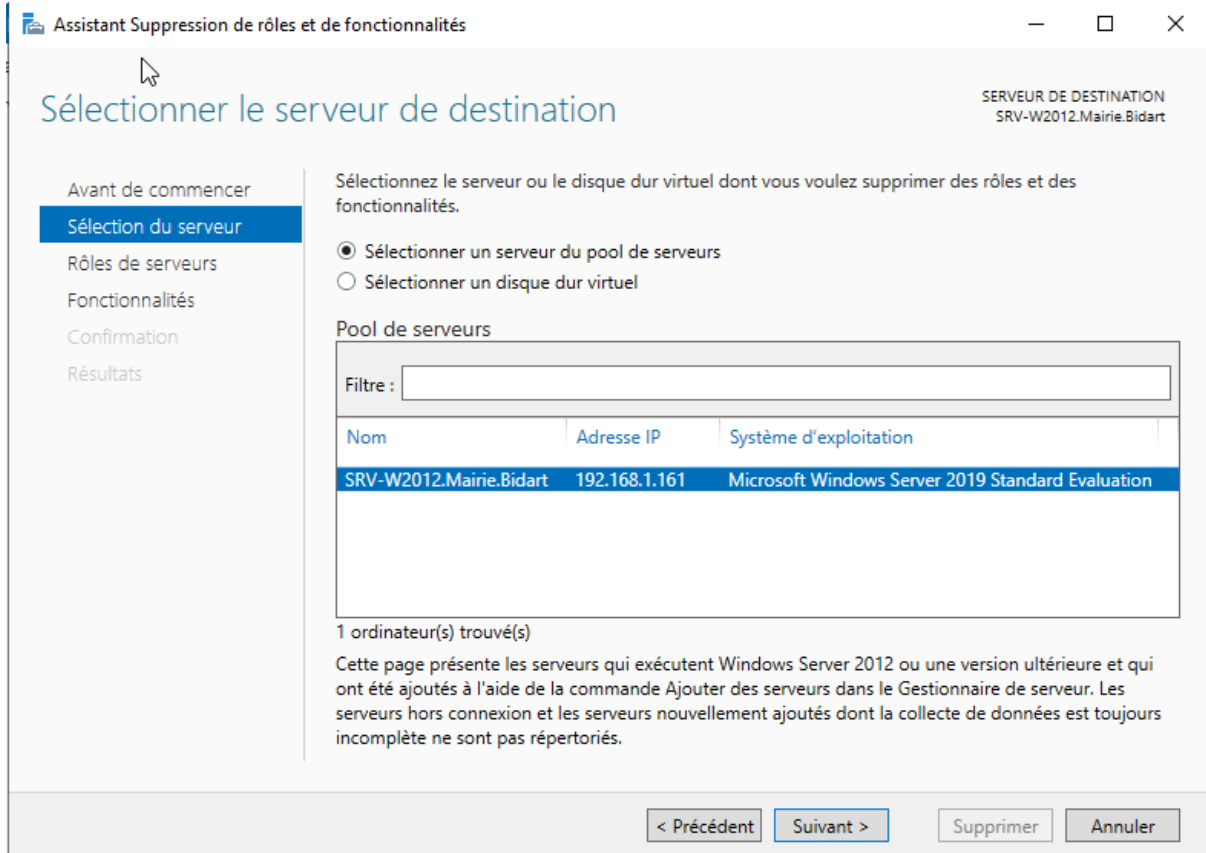 Assistant Suppression de rôles et de fonctionnalités
Sélectionner le serveur de destination
SERVEUR DE DESTINATION
SRV-W2012.Mairie.Bidart
Avant de commencer
Sélection du serveur
Rôles de serveurs
Fonctionnalités
Confirmation
Résultats
Sélectionnez le serveur ou le disque dur virtuel dont vous voulez supprimer des rôles et des
fonctionnalités.
Sélectionner un serveur du pool de serveurs
Sélectionner un disque dur virtuel
Pool de serveurs
Filtre :
Nom Adresse IP Système d'exploitation
SRV-W2012.Mairie.Bidart 192.168.1.161 Microsoft Windows Server 2019 Standard Evaluation
1 ordinateur(s) trouvé(s)
Cette page présente les serveurs qui exécutent Windows Server 2012 ou une version ultérieure et qui
ont été ajoutés à l'aide de la commande Ajouter des serveurs dans le Gestionnaire de serveur. Les
serveurs hors connexion et les serveurs nouvellement ajoutés dont la collecte de données est toujours
incomplète ne sont pas répertoriés.
< Précédent Suivant > Supprimer Annuler